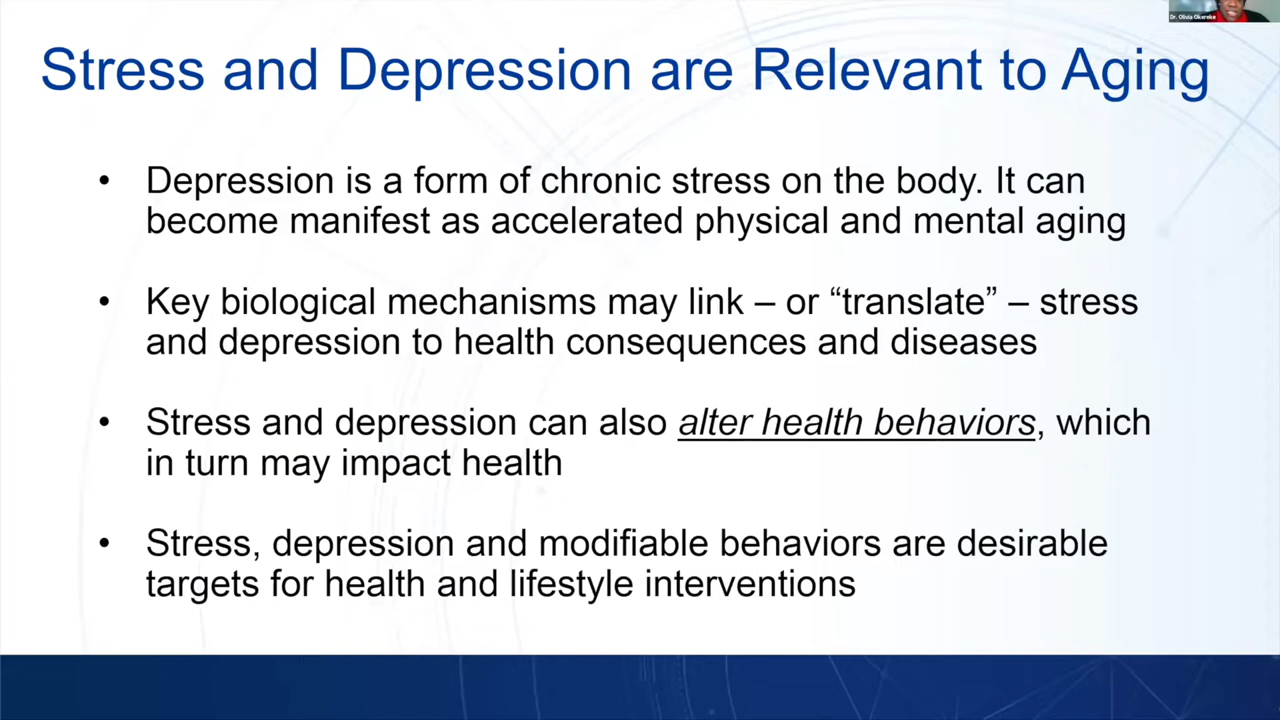 Dr. Olivia Okereke
Stress and Depression are Relevant to Aging
• Depression is a form of chronic stress on the body. It can
become manifest as accelerated physical and mental aging
• Key biological mechanisms may link – or “translate” – stress
and depression to health consequences and diseases
• Stress and depression can also alter health behaviors, which
in turn may impact health
• Stress, depression and modifiable behaviors are desirable
targets for health and lifestyle interventions